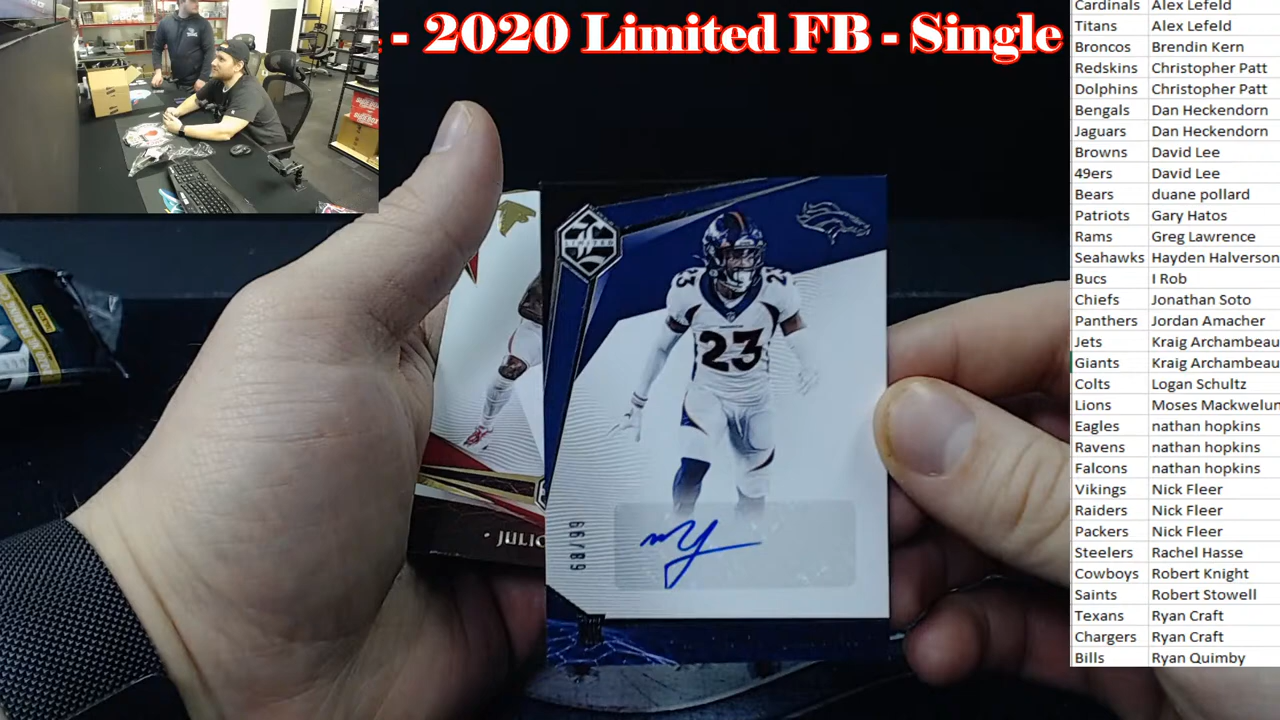 - 2020 Limited FB - Single
Cardinals Alex Lefeld
Titans Alex Lefeld
Broncos Brendin Kern
Redskins Christopher Patt
Dolphins Christopher Patt
Bengals Dan Heckendorn
Jaguars Dan Heckendorn
Browns David Lee
49ers David Lee
Bears duane pollard
Patriots Gary Hatos
Rams Greg Lawrence
Seahawks Hayden Halverson
Bucs I Rob
Chiefs Jonathan Soto
Panthers Jordan Amacher
Jets Kraig Archambeau
Giants Kraig Archambeau
Colts Logan Schultz
Lions Moses Mackwelun
Eagles nathan hopkins
Ravens nathan hopkins
Falcons nathan hopkins
Vikings Nick Fleer
Raiders Nick Fleer
Packers Nick Fleer
Steelers Rachel Hasse
Cowboys Robert Knight
Saints Robert Stowell
Texans Ryan Craft
Chargers Ryan Craft
Bills Ryan Quimby
LIMITED
23
23
23
68/99
JULIO